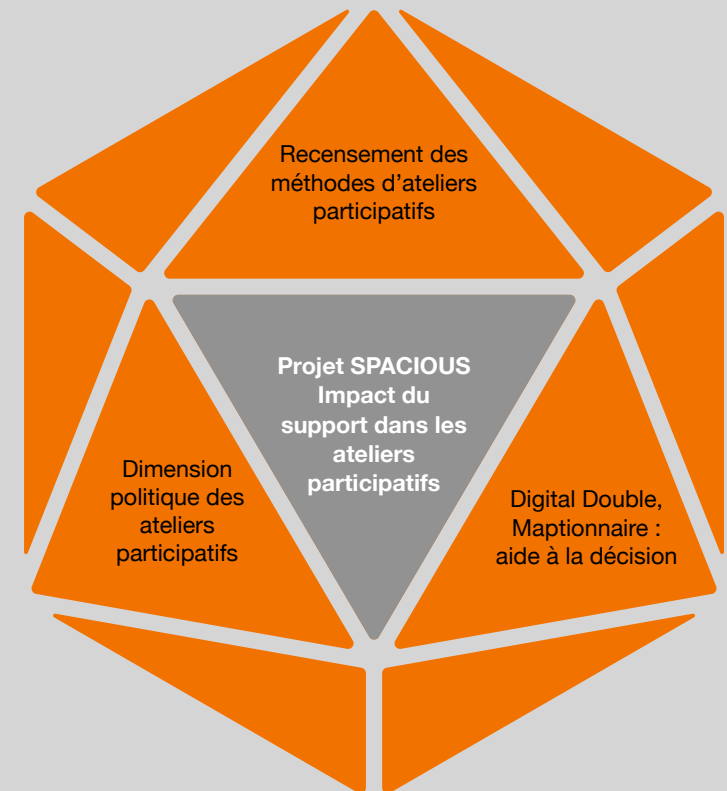 Recensement des
méthodes d'ateliers
participatifs
Projet SPACIOUS
Impact du
support dans les
ateliers
participatifs
Dimension
politique des
ateliers
participatifs
Digital Double,
Maptionnaire :
aide à la décision